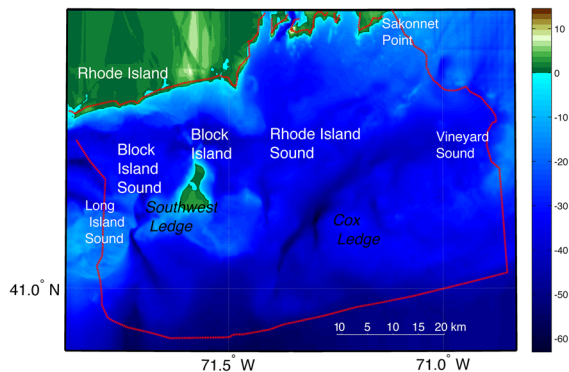 Sakonnet
Point
Rhode Island
Block
Island
Rhode Island
Sound
Vineyard
Sound
Block
Island
Sound
Long
Island
Sound
Southwest
Ledge
Cox
Ledge
41.0° N
10 5 10 15 20 km
71.5° W
71.0° W
10
0
-10
-20
-30
-40
-50
-60